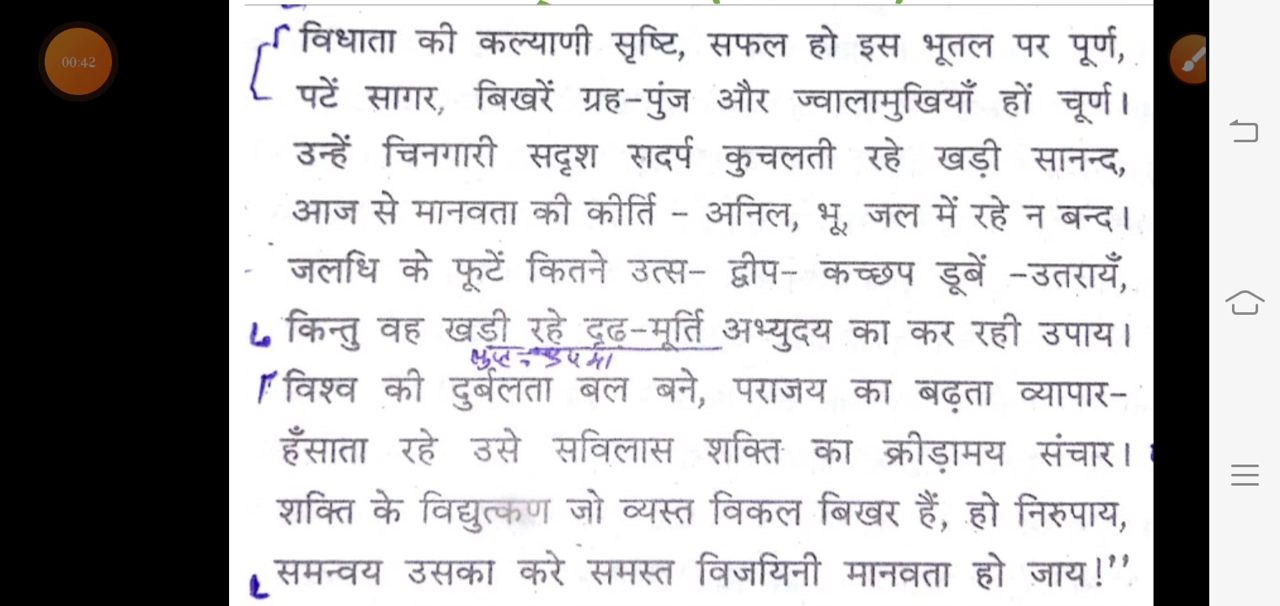 00:42
विधाता की कल्याणी सृष्टि, सफल हो इस भूतल पर पूर्ण,
पटें सागर, बिखरें ग्रह-पुंज और ज्वालामुखियाँ हों चूर्ण।
उन्हें चिनगारी सदृश सदर्प कुचलती रहे खड़ी सानन्द,
आज से मानवता की कीर्ति - अनिल, भू, जल में रहे न बन्द।
जलधि के फूटें कितने उत्स- द्वीप- कच्छप डूबें -उतरायँ,
किन्तु वह खड़ी रहे दृढ-मूर्ति अभ्युदय का कर रही उपाय।
विश्व की दुर्बलता बल बने, पराजय का बढ़ता व्यापार-
हँसाता रहे उसे सविलास शक्ति का क्रीड़ामय संचार।
शक्ति के विद्युत्कण जो व्यस्त विकल बिखर हैं, हो निरुपाय,
समन्वय उसका करे समस्त विजयिनी मानवता हो जाय!”